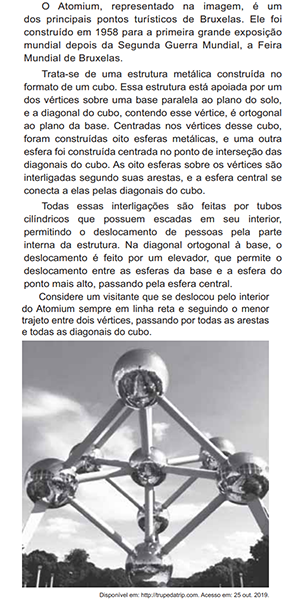 O Atomium, representado na imagem, é um
dos principais pontos turísticos de Bruxelas. Ele foi
construído em 1958 para a primeira grande exposição
mundial depois da Segunda Guerra Mundial, a Feira
Mundial de Bruxelas.
Trata-se de uma estrutura metálica construída no
formato de um cubo. Essa estrutura está apoiada por um
dos vértices sobre uma base paralela ao plano do solo,
e a diagonal do cubo, contendo esse vértice, é ortogonal
ao plano da base. Centradas nos vértices desse cubo,
foram construídas oito esferas metálicas, e uma outra
esfera foi construída centrada no ponto de interseção das
diagonais do cubo. As oito esferas sobre os vértices são
interligadas segundo suas arestas, e a esfera central se
conecta a elas pelas diagonais do cubo.
Todas essas interligações são feitas por tubos
cilíndricos que possuem escadas em seu interior,
permitindo o deslocamento de pessoas pela parte
interna da estrutura. Na diagonal ortogonal à base, o
deslocamento é feito por um elevador, que permite o
deslocamento entre as esferas da base e a esfera do
ponto mais alto, passando pela esfera central.
Considere um visitante que se deslocou pelo interior
do Atomium sempre em linha reta e seguindo o menor
trajeto entre dois vértices, passando por todas as arestas
e todas as diagonais do cubo.
Disponível em: http://trupedatrip.com. Acesso em: 25 out. 2019.